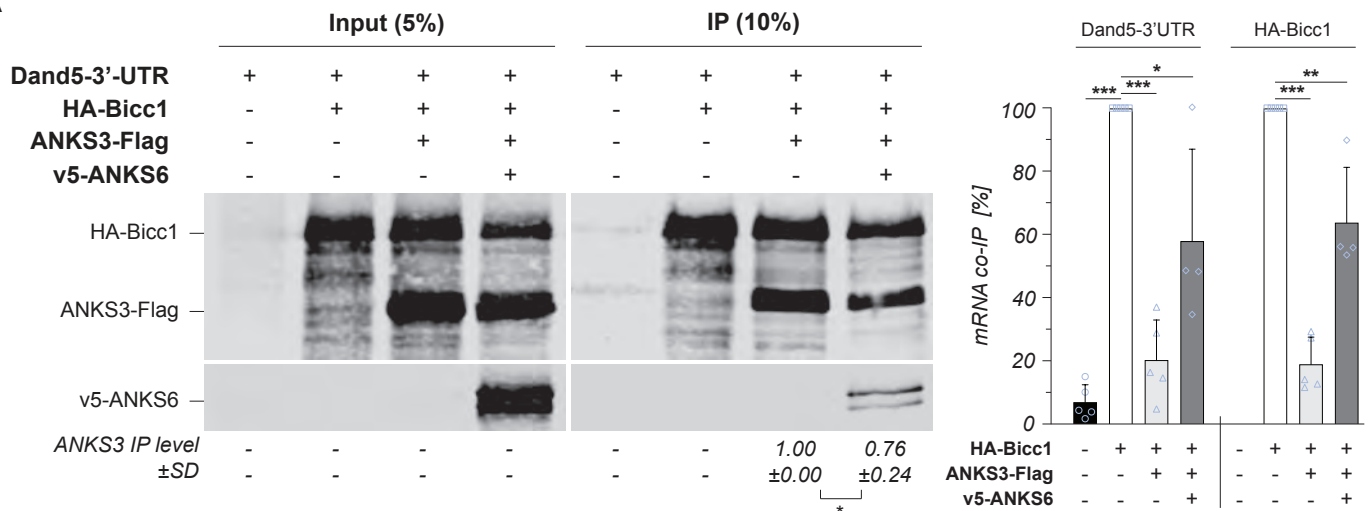 Input (5%) IP (10%)
Dand5-3'-UTR + + + + + + + +
HA-Bicc1 - + + + - + + +
ANKS3-Flag - - + + - - + +
v5-ANKS6 - - - + - - - +
HA-Bicc1
ANKS3-Flag
v5-ANKS6
ANKS3 IP level - - - - - - 1.00 0.76
±SD - - - - - - ±0.00 ±0.24
*
Dand5-3'UTR HA-Bicc1
* **
*** *** ***
mRNA co-IP [%]
100
80
60
40
20
0
HA-Bicc1 - + + + - + + +
ANKS3-Flag - - + + - - + +
v5-ANKS6 - - - + - - - +